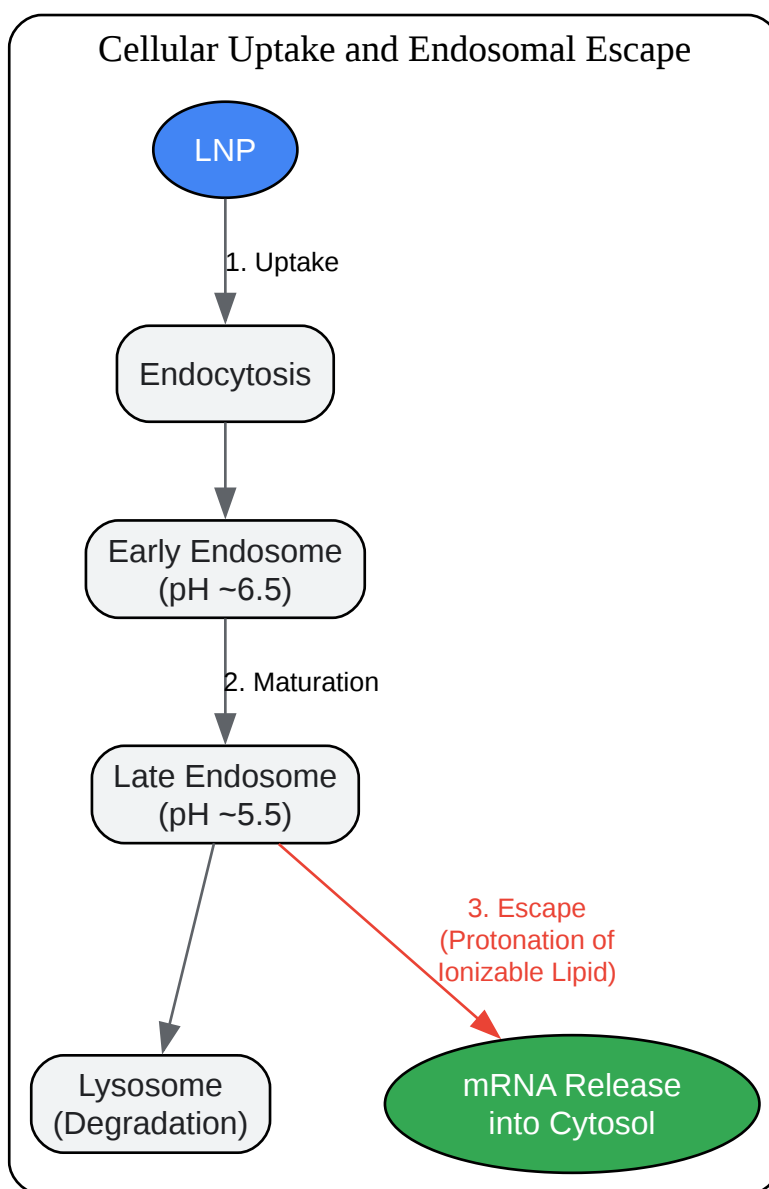 Cellular Uptake and Endosomal Escape
LNP
1. Uptake
Endocytosis
Early Endosome
(pH ~6.5)
2. Maturation
Late Endosome
(pH ~5.5)
3. Escape
(Protonation of
Ionizable Lipid)
Lysosome
(Degradation)
mRNA Release
into Cytosol